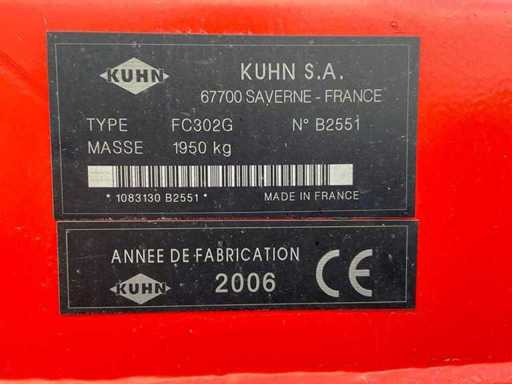 KUHN
KUHN S.A.
67700 SAVERNE - FRANCE
TYPE FC302G N° B2551
MASSE 1950 kg
* 1083130 B2551 * MADE IN FRANCE
ANNEE DE FABRICATION
KUHN 2006 CE